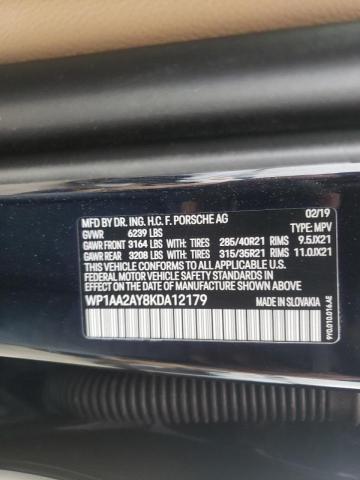 MFD BY DR. ING. H.C. F. PORSCHE AG 02/19
GVWR 6239 LBS TYPE: MPV
GAWR FRONT 3164 LBS WITH TIRES 285/40R21 RIMS 9.5JX21
GAWR REAR 3208 LBS WITH TIRES 315/35R21 RIMS 11.0JX21
THIS VEHICLE CONFORMS TO ALL APPLICABLE U.S.
FEDERAL MOTOR VEHICLE SAFETY STANDARDS IN
EFFECT ON THE DATE OF MANUFACTURE SHOWN ABOVE
WP1AA2AY8KDA12179 MADE IN SLOVAKIA
9Y0.010.016.AE